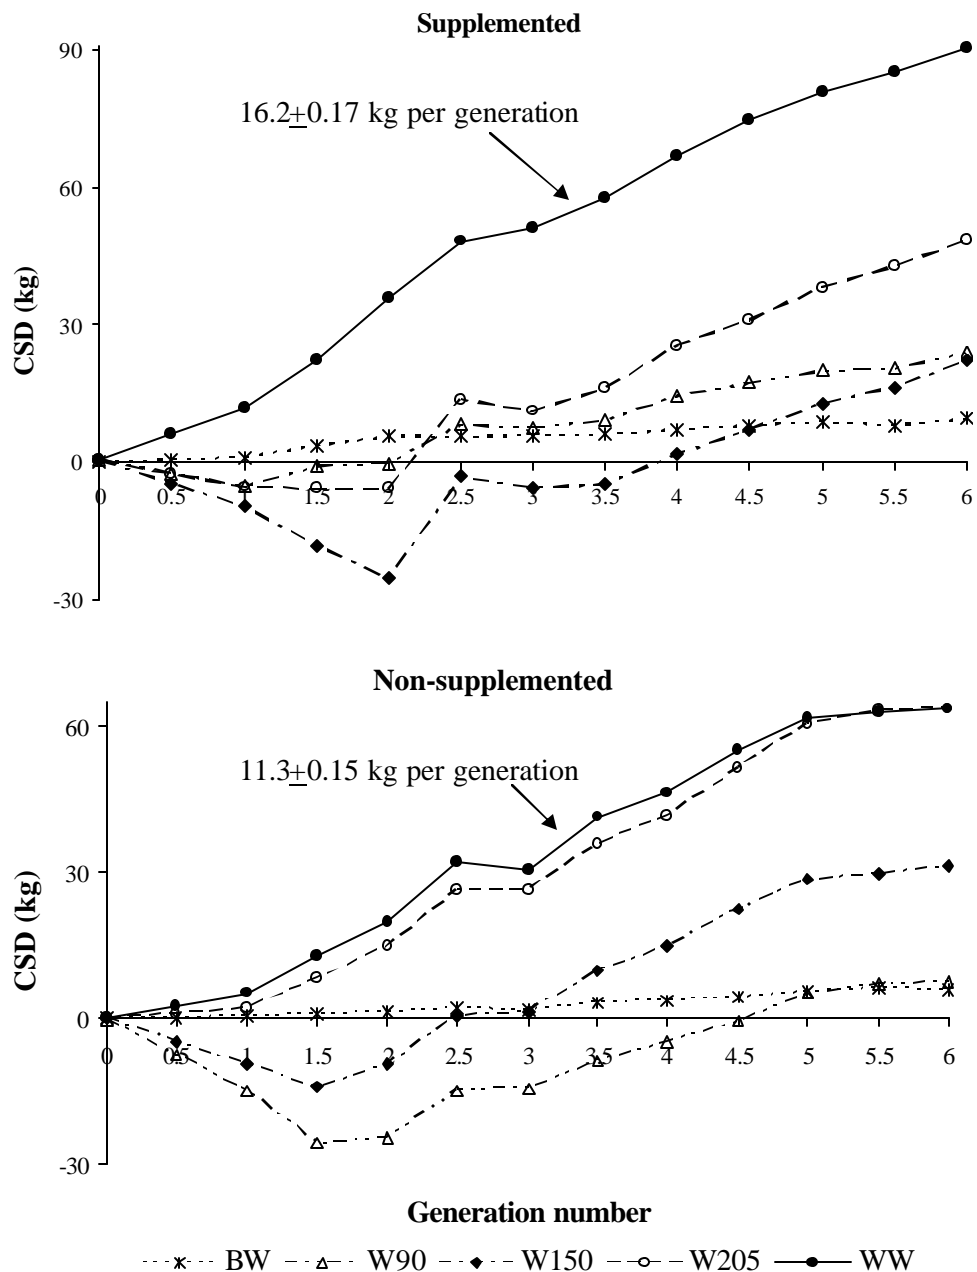 Supplemented
90
16.2±0.17 kg per generation
60
CSD (kg)
30
0
0 0.5 1 1.5 2 2.5 3 3.5 4 4.5 5 5.5 6
-30
Non-supplemented
60
11.3±0.15 kg per generation
CSD (kg)
30
0
0 0.5 1 1.5 2 2.5 3 3.5 4 4.5 5 5.5 6
-30
Generation number
BW W90 W150 W205 WW